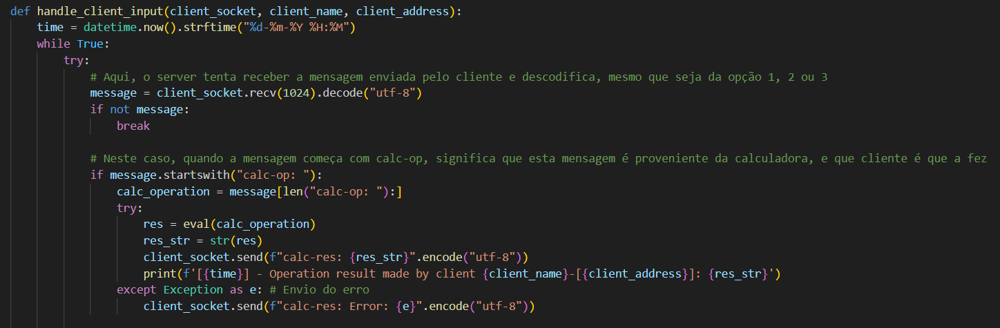 def handle_client_input(client_socket, client_name, client_address):
    time = datetime.now().strftime("%d-%m-%Y %H:%M")
    while True:
        try:
            # Aqui, o server tenta receber a mensagem enviada pelo cliente e descodifica, mesmo que seja da opção 1, 2 ou 3
            message = client_socket.recv(1024).decode("utf-8")
            if not message:
                break
            # Neste caso, quando a mensagem começa com calc-op, significa que esta mensagem é proveniente da calculadora, e que cliente é que a fez
            if message.startswith("calc-op: "):
                calc_operation = message[len("calc-op: "):]
                try:
                    res = eval(calc_operation)
                    res_str = str(res)
                    client_socket.send(f"calc-res: {res_str}".encode("utf-8"))
                    print(f'[{time}] - Operation result made by client {client_name}-[{client_address}]: {res_str}')
                except Exception as e: # Envio do erro
                    client_socket.send(f"calc-res: Error: {e}".encode("utf-8"))